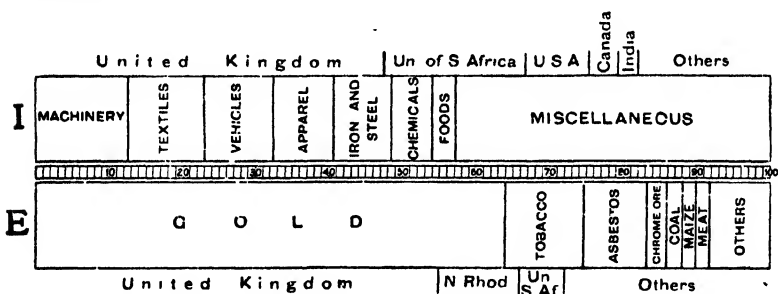 United Kingdom Un of S Africa USA Canada India Others
I MACHINERY TEXTILES VEHICLES APPAREL IRON AND STEEL CHEMICALS FOODS MISCELLANEOUS
10 20 30 40 50 60 70 80 90 100
E GOLD TOBACCO ASBESTOS CHROME ORE COAL MAIZE MEAT OTHERS
United Kingdom N Rhod Un S Af Others